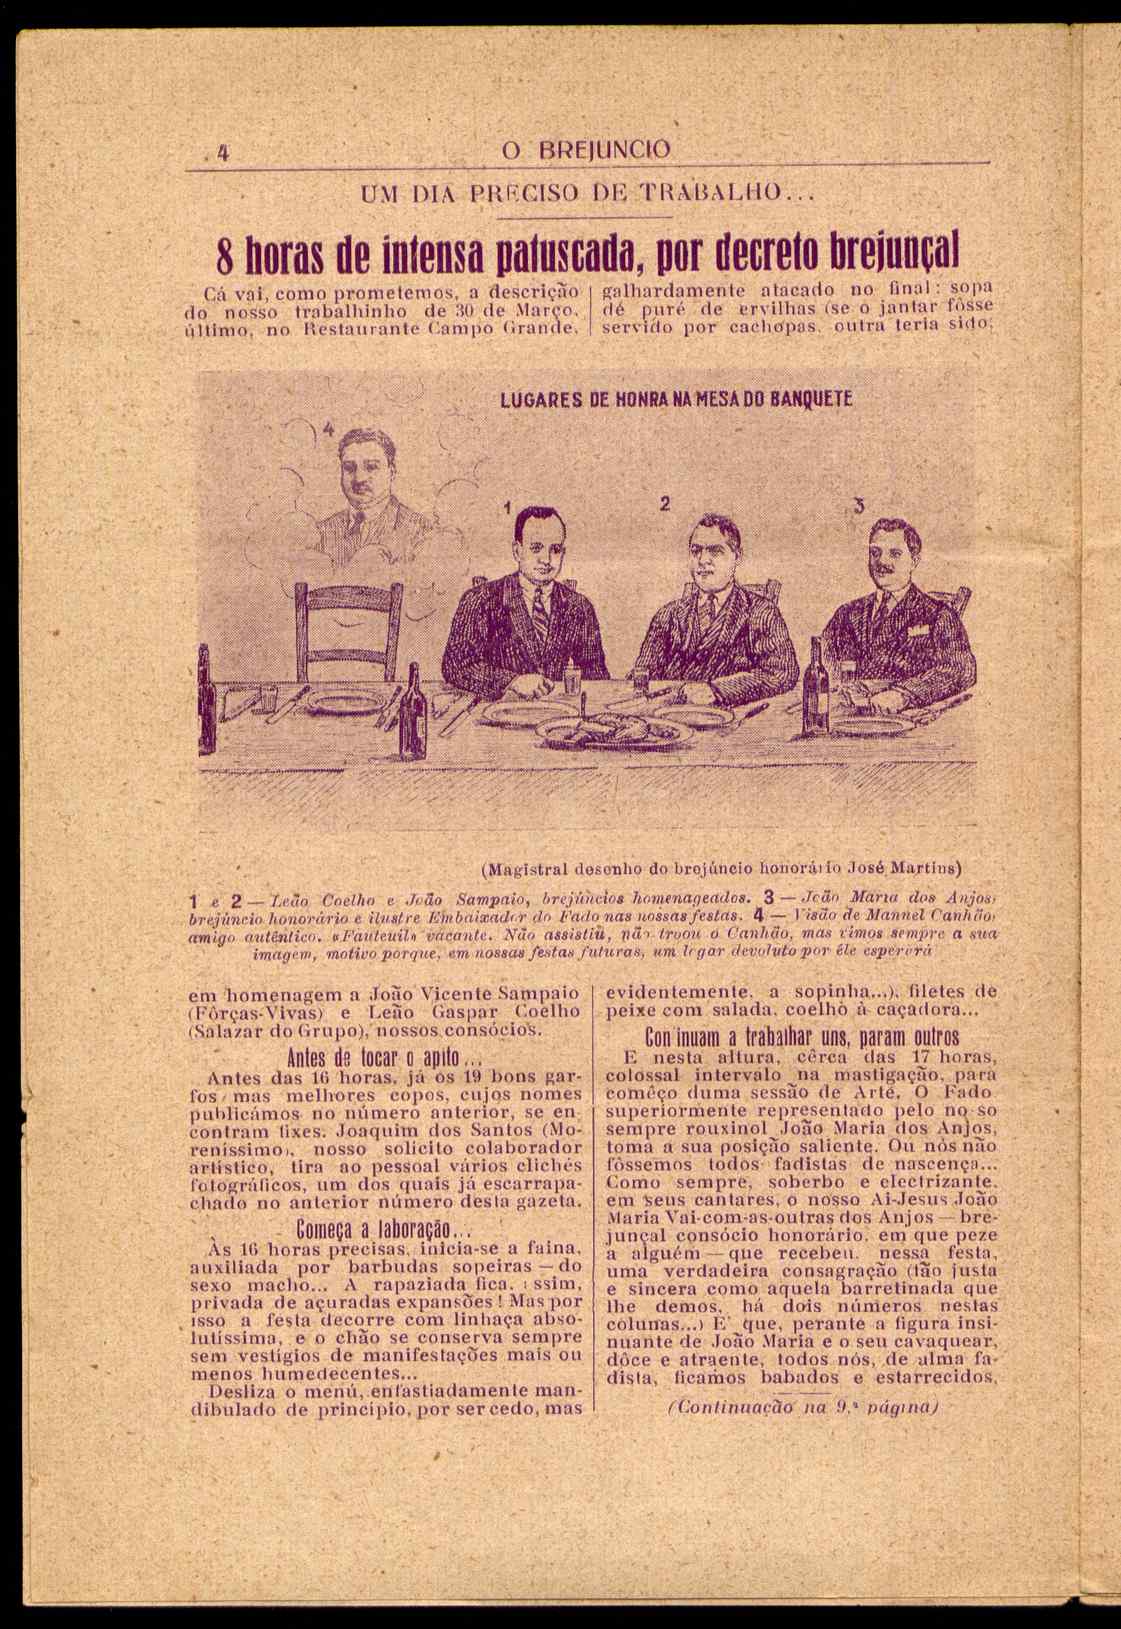 4
O BREJUNCIO
UM DIA PRECISO DE TRABALHO...
8 horas de intensa patuscada, por decreto brejunçal
Cá vai, como prometemos, a descrição
do nosso trabalhinho de 30 de Março,
último, no Restaurante Campo Grande,
galhardamente atacado no final: sopa
dé puré de ervilhas (se o jantar fôsse
servido por cachopas, outra teria sido,
LUGARES DE HONRA NA MESA DO BANQUETE
4
1
2
3
(Magistral desenho do brejúncio honorário José Martins)
1 e 2 — Leão Coelho e João Sampaio, brejúncios homenageados. 3 — João Maria dos Anjos,
brejúncio honorário e ilustre Embaixador do Fado nas nossas festas. 4 — Visão de Manuel Canhão,
amigo autêntico. «Fauteuil» vacante. Não assistiu, não troou o Canhão, mas vimos sempre a sua
imagem, motivo porque, em nossas festas futuras, um lugar devoluto por éle esperará
em homenagem a João Vicente Sampaio
(Fôrças-Vivas) e Leão Gaspar Coelho
(Salazar do Grupo), nossos consócios.
Antes de tocar o apito...
Antes das 16 horas, já os 19 bons gar-
fos mas melhores copos, cujos nomes
publicámos no número anterior, se en
contram fixes. Joaquim dos Santos (Mo-
reníssimo), nosso solícito colaborador
artístico, tira ao pessoal vários clichés
fotográficos, um dos quais já escarrapa-
chado no anterior número desta gazeta.
Começa a laboração...
Às 16 horas precisas, inicia-se a faina,
auxiliada por barbudas sopeiras — do
sexo macho... A rapaziada fica, assim,
privada de açuradas expansões! Mas por
isso a festa decorre com linhaça abso-
lutíssima, e o chão se conserva sempre
sem vestígios de manifestações mais ou
menos humedecentes...
Desliza o menú, enfastiadamente man-
dibulado de princípio, por ser cedo, mas
evidentemente, a sopinha...), filetes de
peixe com salada, coelho à caçadora...
Con inuam a trabalhar uns, param outros
E nesta altura, cêrca das 17 horas,
colossal intervalo na mastigação, para
comêço duma sessão de Arte. O Fado
superiormente representado pelo no so
sempre rouxinol João Maria dos Anjos,
toma a sua posição saliente. Ou nós não
fôssemos todos fadistas de nascença...
Como sempre, soberbo e electrizante,
em seus cantares, o nosso Ai-Jesus João
Maria Vai-com-as-outras dos Anjos — bre-
junçal consócio honorário, em que peze
a alguém — que recebeu, nessa festa,
uma verdadeira consagração (tão justa
e sincera como aquela barretinada que
lhe demos, há dois números nestas
colunas...) E' que, perante a figura insi-
nuante de João Maria e o seu cavaquear,
dôce e atraente, todos nós, de alma fa-
dista, ficamos babados e estarrecidos,
(Continuação na 9.ª página)